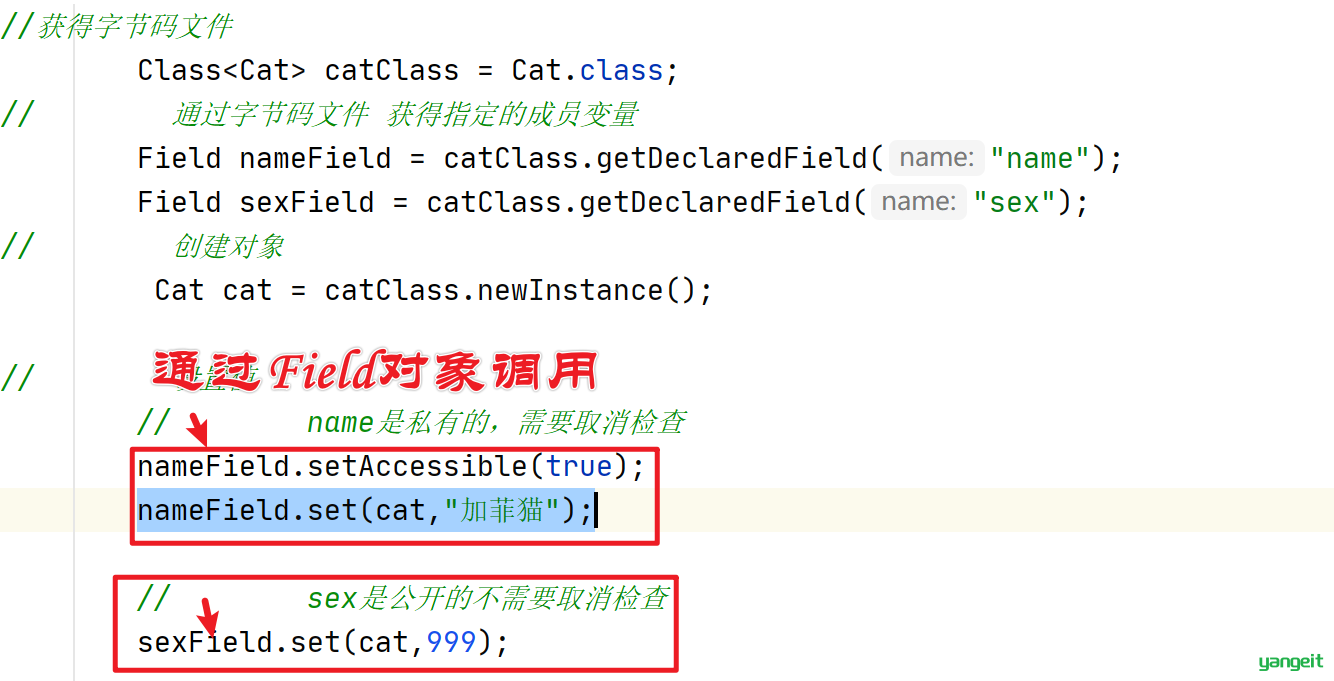 //获得字节码文件
Class<Cat> catClass = Cat.class;
// 通过字节码文件 获得指定的成员变量
Field nameField = catClass.getDeclaredField( name: "name");
Field sexField = catClass.getDeclaredField( name: "sex");
// 创建对象
Cat cat = catClass.newInstance();
通过Field对象调用
//
// name是私有的，需要取消检查
nameField.setAccessible(true);
nameField.set(cat,"加菲猫");
// sex是公开的不需要取消检查
sexField.set(cat,999);
yangeit